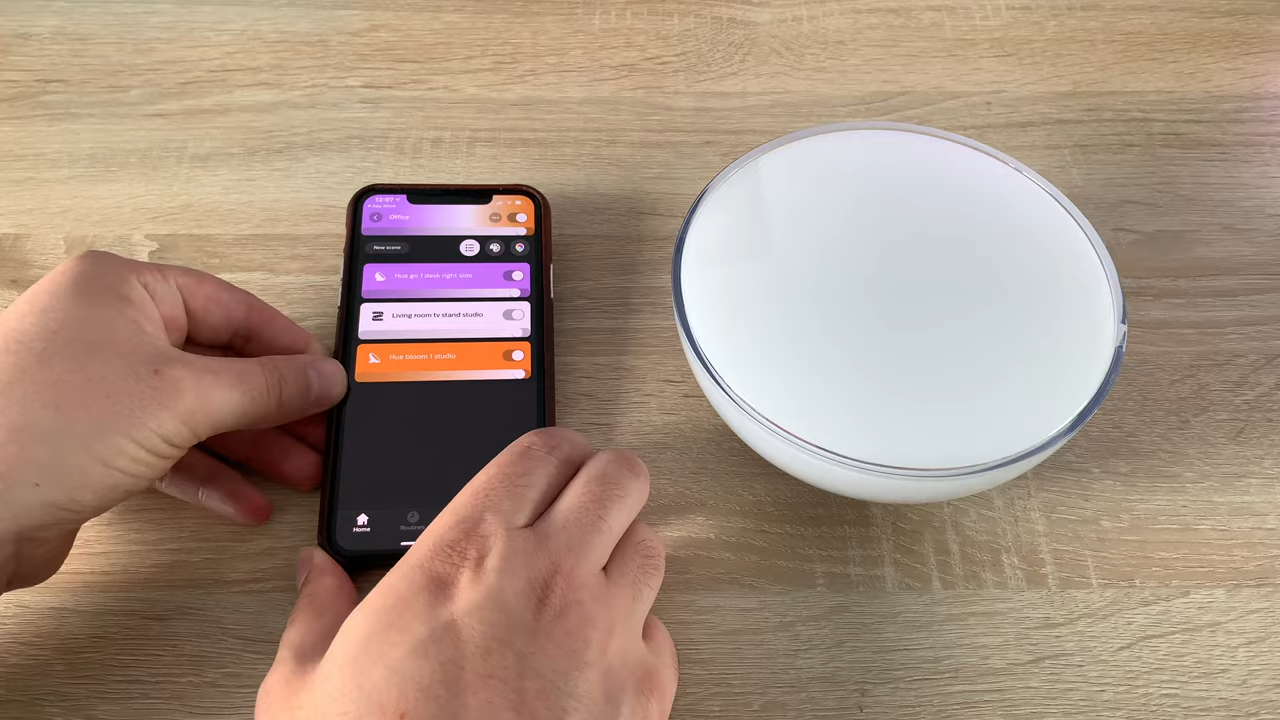 12:07
App Store
Office
New scene
Hue go 1 desk right side
Living room tv stand studio
Hue bloom 1 studio
Home
Routines